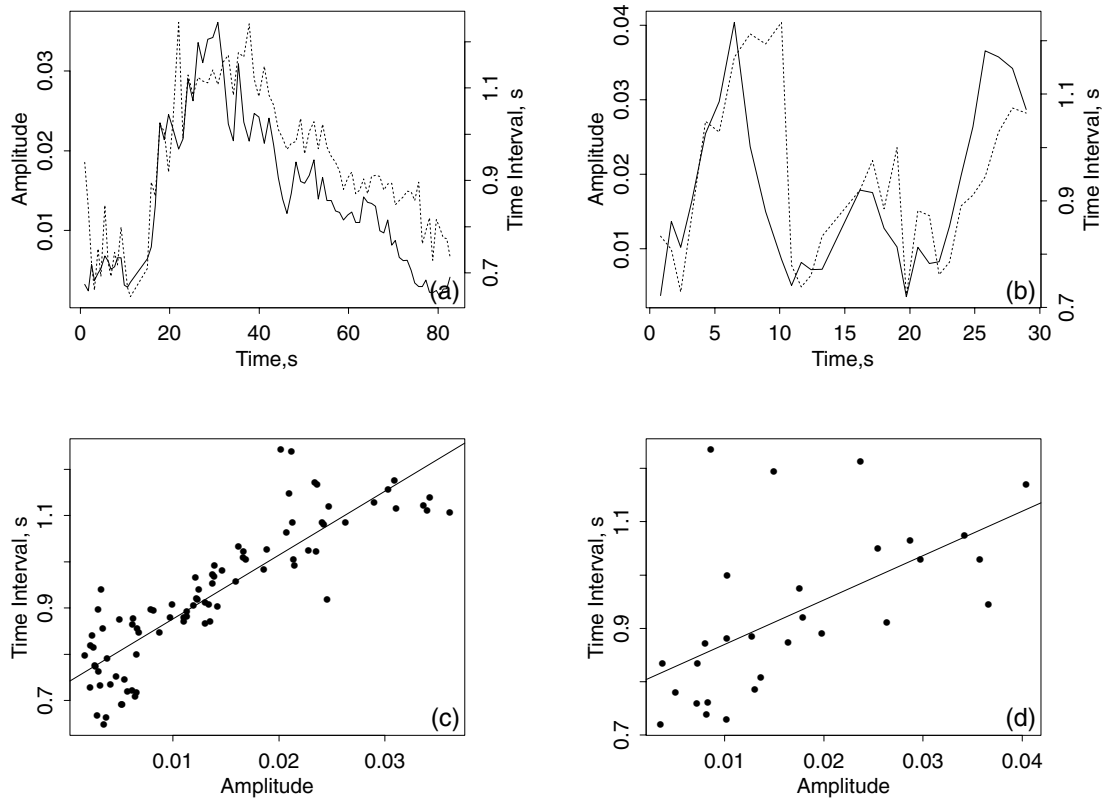 Amplitude
0.01 0.02 0.03
0 20 40 60 80
Time,s
0.7 0.9 1.1
Time Interval, s
(a)
Amplitude
0.01 0.02 0.03 0.04
0 5 10 15 20 25 30
Time,s
0.7 0.9 1.1
Time Interval, s
(b)
Time Interval, s
0.7 0.9 1.1
0.01 0.02 0.03
Amplitude
(c)
Time Interval, s
0.7 0.9 1.1
0.01 0.02 0.03 0.04
Amplitude
(d)